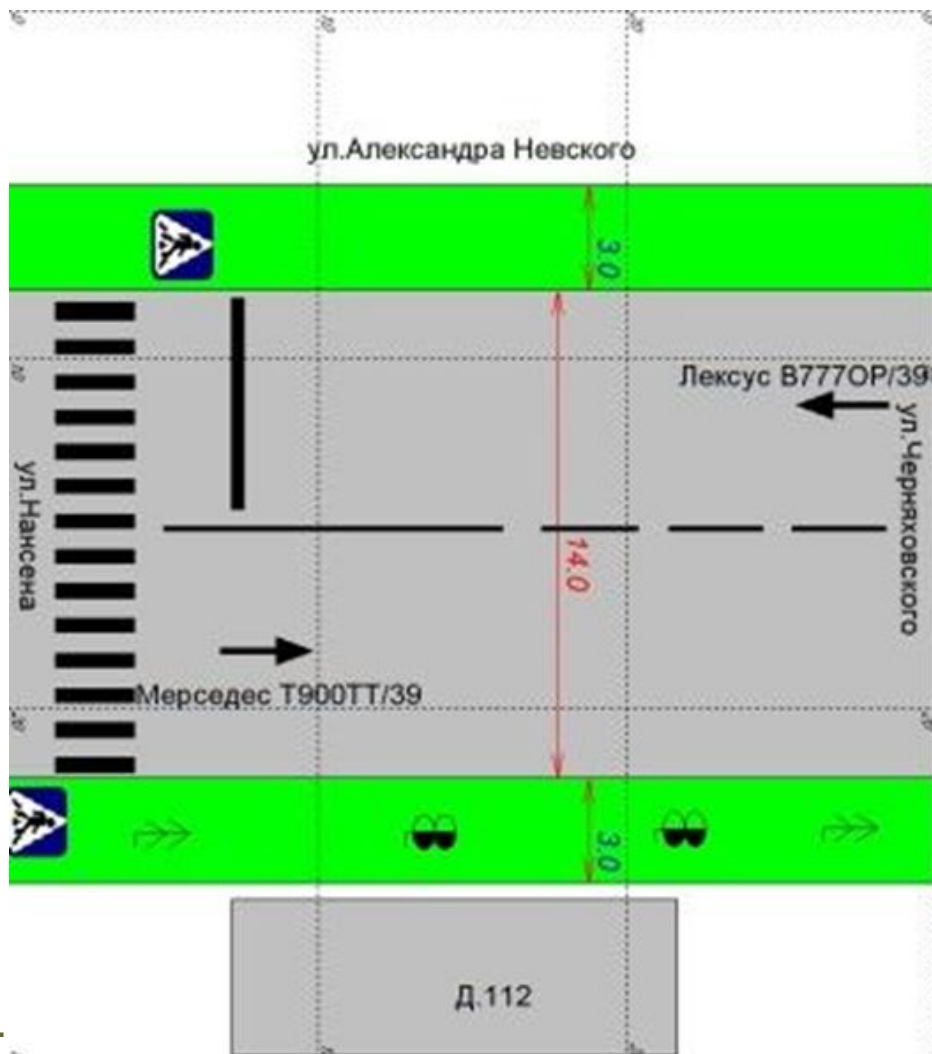 ул.Александра Невского
3.0
Лексус В777ОР/39
ул.Черняховского
ул.Нансена
14.0
Мерседес Т900ТТ/39
3.0
Д.112